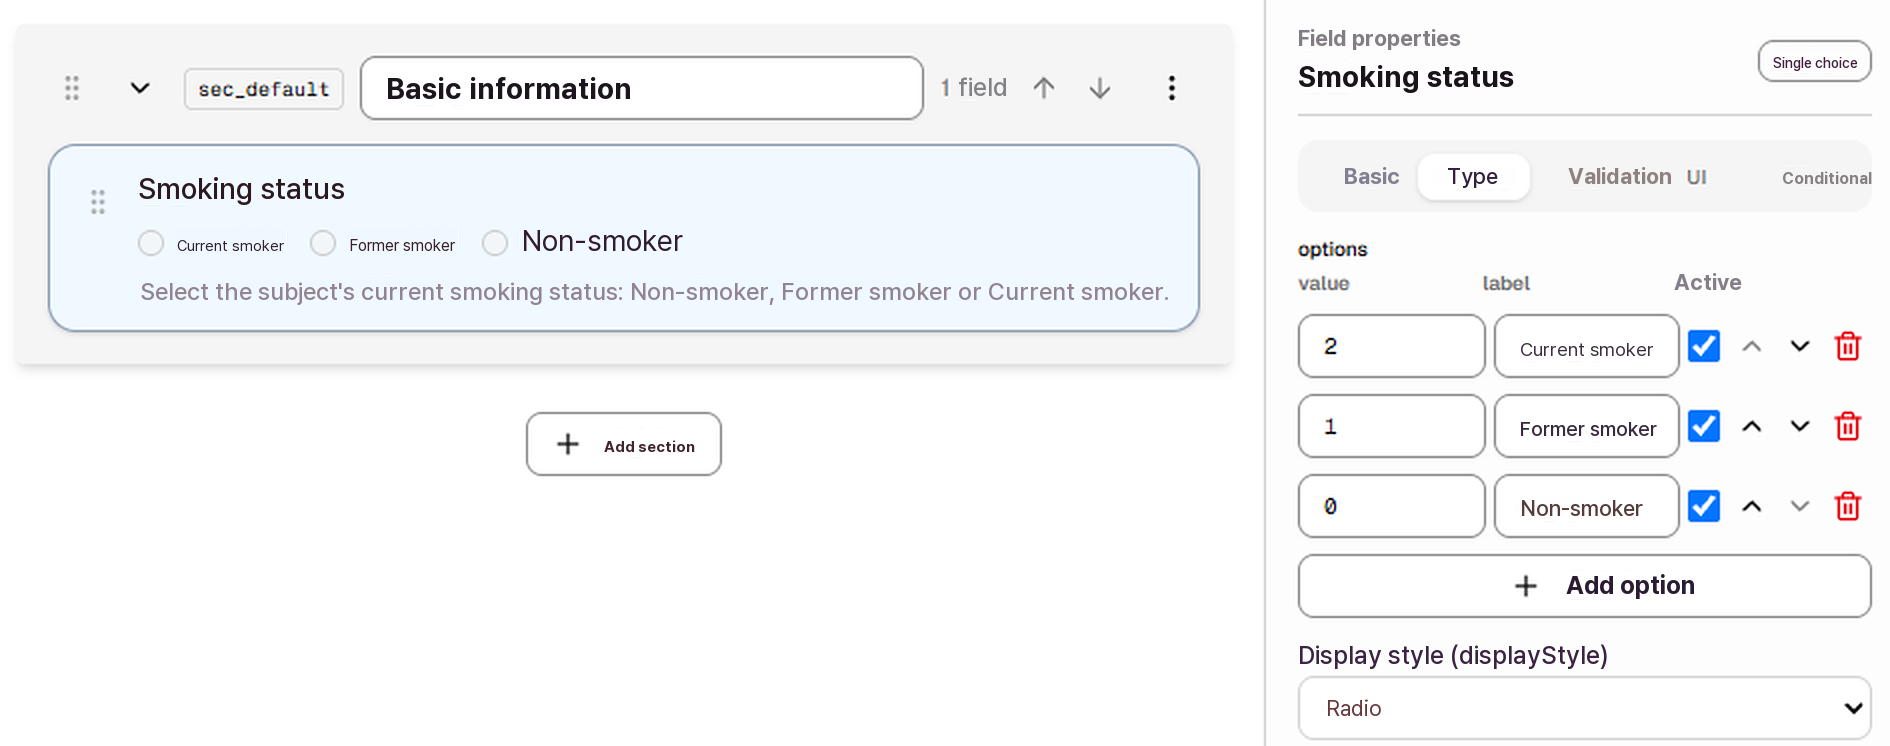 sec_default
Basic information
1 field
Smoking status
Current smoker
Former smoker
Non-smoker
Select the subject's current smoking status: Non-smoker, Former smoker or Current smoker.
Add section
Field properties
Smoking status
Single choice
Basic
Type
Validation
UI
Conditional
options
value
label
Active
2
Current smoker
1
Former smoker
0
Non-smoker
Add option
Display style (displayStyle)
Radio